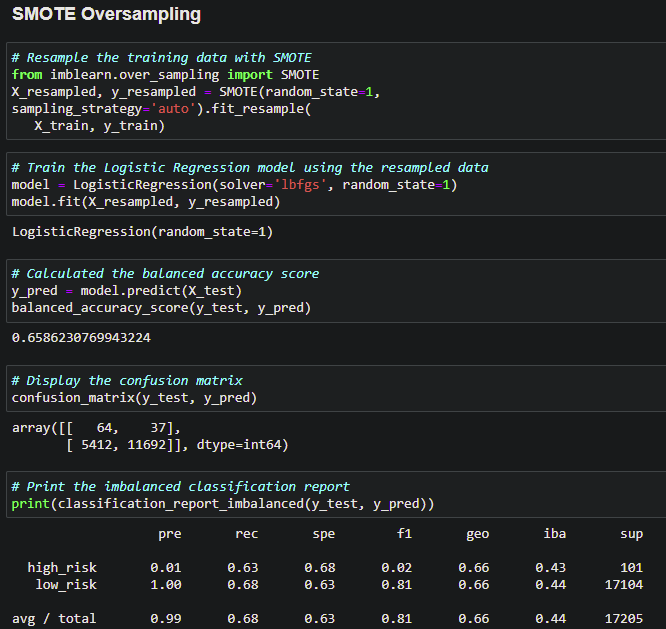 SMOTE Oversampling
# Resample the training data with SMOTE
from imblearn.over_sampling import SMOTE
X_resampled, y_resampled = SMOTE(random_state=1,
sampling_strategy='auto').fit_resample(
X_train, y_train)
# Train the Logistic Regression model using the resampled data
model = LogisticRegression(solver='lbfgs', random_state=1)
model.fit(X_resampled, y_resampled)
LogisticRegression(random_state=1)
# Calculated the balanced accuracy score
y_pred = model.predict(X_test)
balanced_accuracy_score(y_test, y_pred)
0.6586230769943224
# Display the confusion matrix
confusion_matrix(y_test, y_pred)
array([[ 64, 37],
[ 5412, 11692]], dtype=int64)
# Print the imbalanced classification report
print(classification_report_imbalanced(y_test, y_pred))
pre rec spe f1 geo iba sup
high_risk 0.01 0.63 0.68 0.02 0.66 0.43 101
low_risk 1.00 0.68 0.63 0.81 0.66 0.44 17104
avg / total 0.99 0.68 0.63 0.81 0.66 0.44 17205